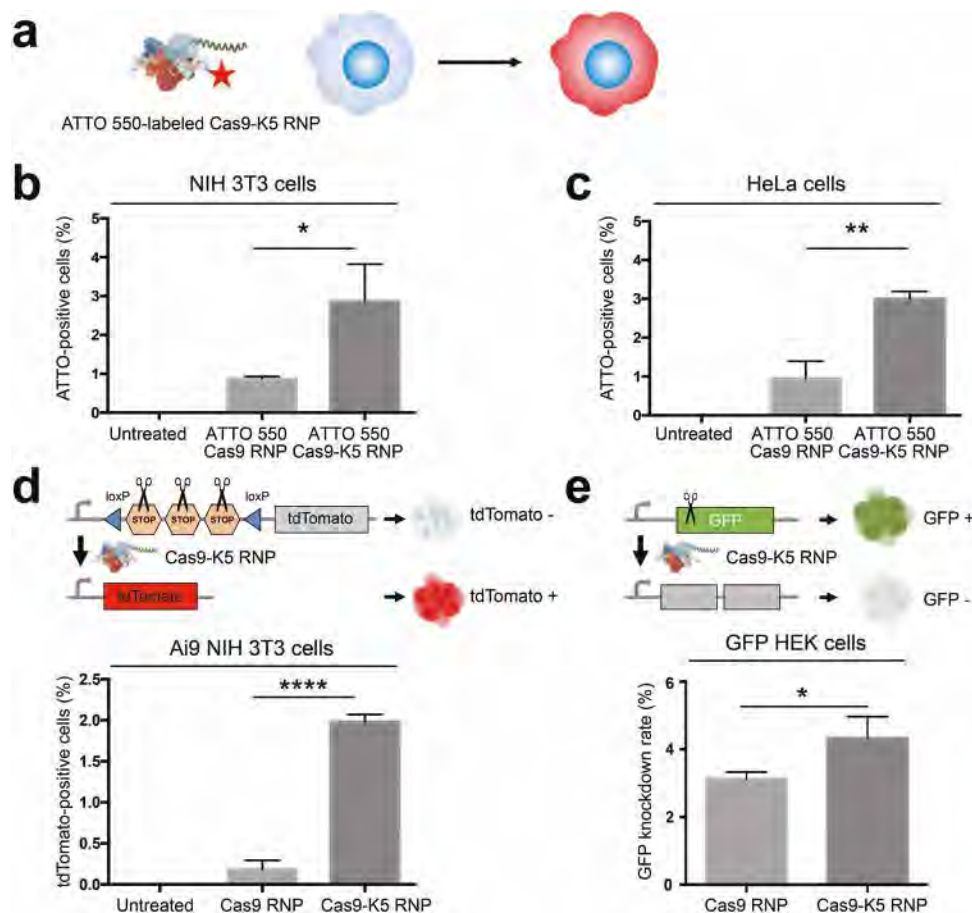 a
ATTO 550-labeled Cas9-K5 RNP
b
NIH 3T3 cells
ATTO-positive cells (%)
5
4
3
2
1
0
*
Untreated
ATTO 550
Cas9 RNP
ATTO 550
Cas9-K5 RNP
c
HeLa cells
ATTO-positive cells (%)
5
4
3
2
1
0
**
Untreated
ATTO 550
Cas9 RNP
ATTO 550
Cas9-K5 RNP
d
loxP
loxP
STOP
STOP
STOP
tdTomato
tdTomato -
Cas9-K5 RNP
tdTomato
tdTomato +
Ai9 NIH 3T3 cells
tdTomato-positive cells (%)
2.5
2.0
1.5
1.0
0.5
0.0
****
Untreated
Cas9 RNP
Cas9-K5 RNP
e
GFP
GFP +
Cas9-K5 RNP
GFP -
GFP HEK cells
GFP knockdown rate (%)
6
4
2
0
*
Cas9 RNP
Cas9-K5 RNP